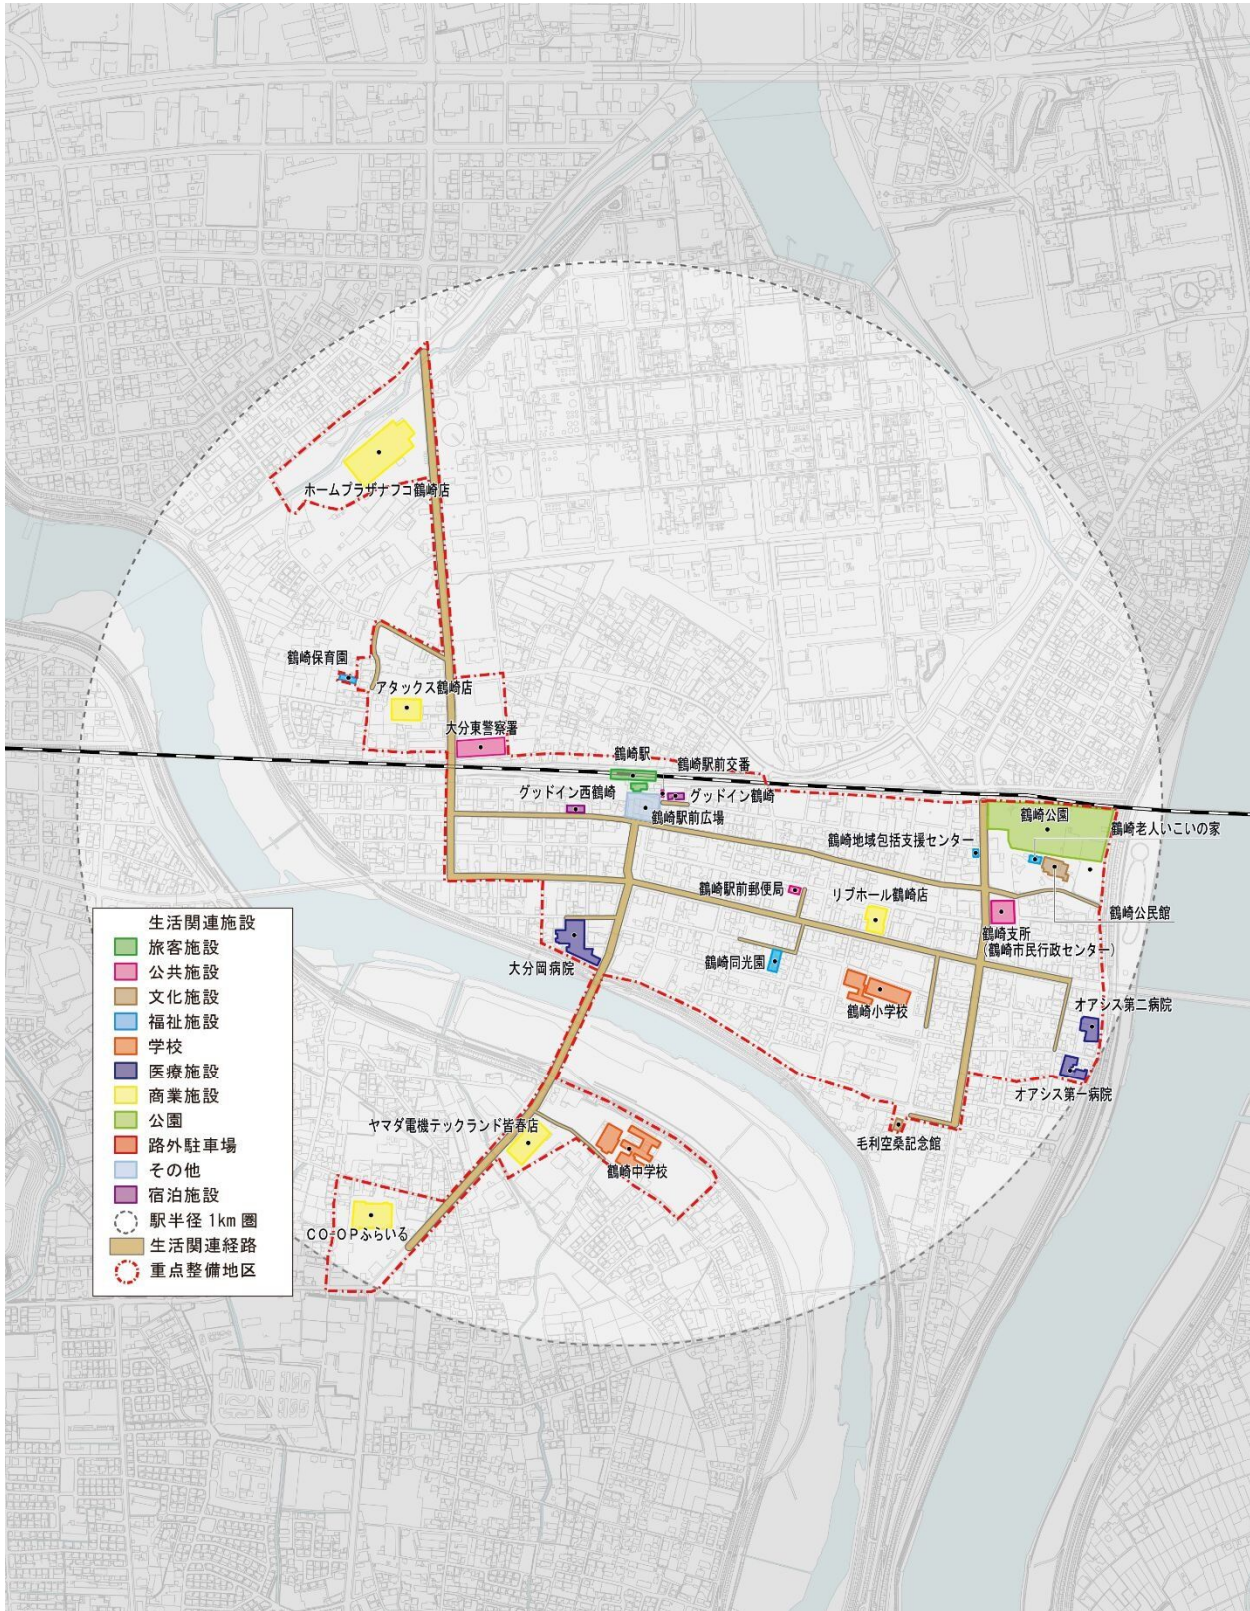 ホームプラザナフコ鶴崎店
鶴崎保育園
アタックス鶴崎店
大分東警察署
鶴崎駅
鶴崎駅前交番
グッドイン西鶴崎
グッドイン鶴崎
鶴崎駅前広場
鶴崎公園
鶴崎老人いこいの家
鶴崎地域包括支援センター
鶴崎駅前郵便局
リブホール鶴崎店
鶴崎公民館
鶴崎支所
(鶴崎市民行政センター)
大分岡病院
鶴崎同光園
鶴崎小学校
オアシス第二病院
オアシス第一病院
毛利空桑記念館
ヤマダ電機テックランド皆春店
鶴崎中学校
CO-OPふらいる
生活関連施設
旅客施設
公共施設
文化施設
福祉施設
学校
医療施設
商業施設
公園
路外駐車場
その他
宿泊施設
駅半径1km圏
生活関連経路
重点整備地区